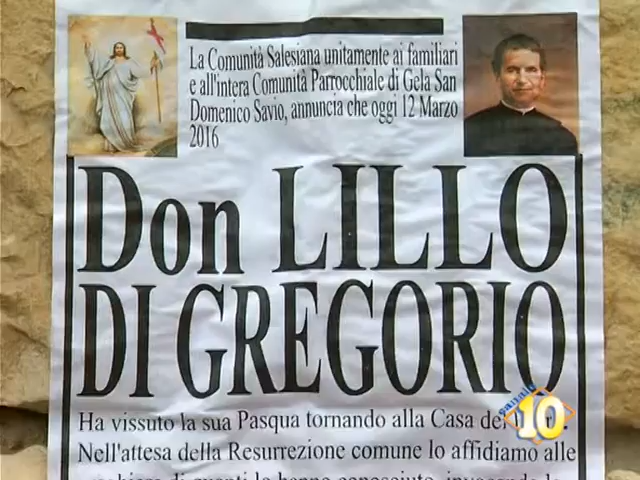 La Comunità Salesiana unitamente ai familiari
e all'intera Comunità Parrocchiale di Gela San
Domenico Savio, annuncia che oggi 12 Marzo
2016
Don LILLO
DI GREGORIO
Ha vissuto la sua Pasqua tornando alla Casa del
Nell'attesa della Resurrezione comune lo affidiamo alle
canale 10